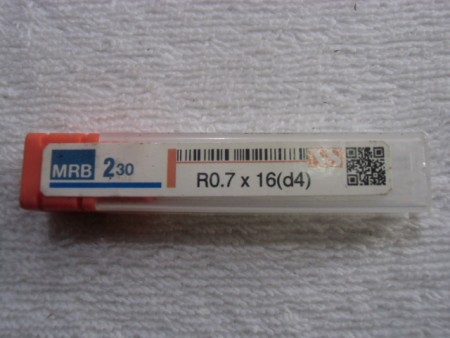 MRB 230
R0.7 x 16(d4)